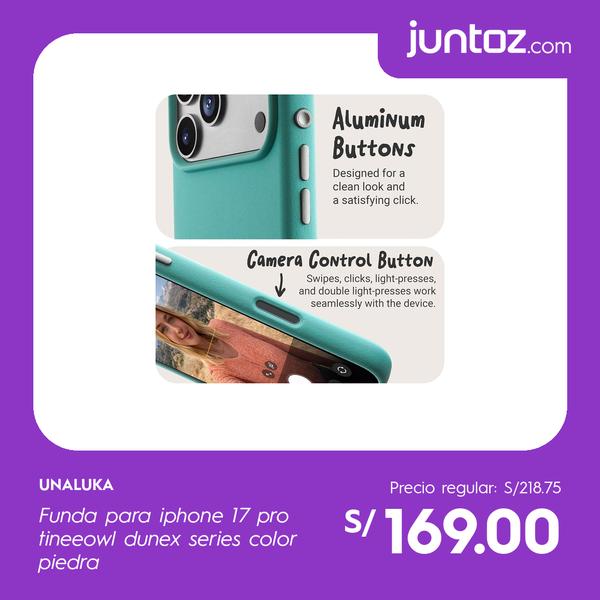 juntoz.com
Aluminum
Buttons
Designed for a
clean look and
a satisfying click.
Camera Control Button
Swipes, clicks, light-presses,
and double light-presses work
seamlessly with the device.
UNALUKA
Funda para iphone 17 pro
tineeowl dunex series color
piedra
Precio regular: S/218.75
S/169.00